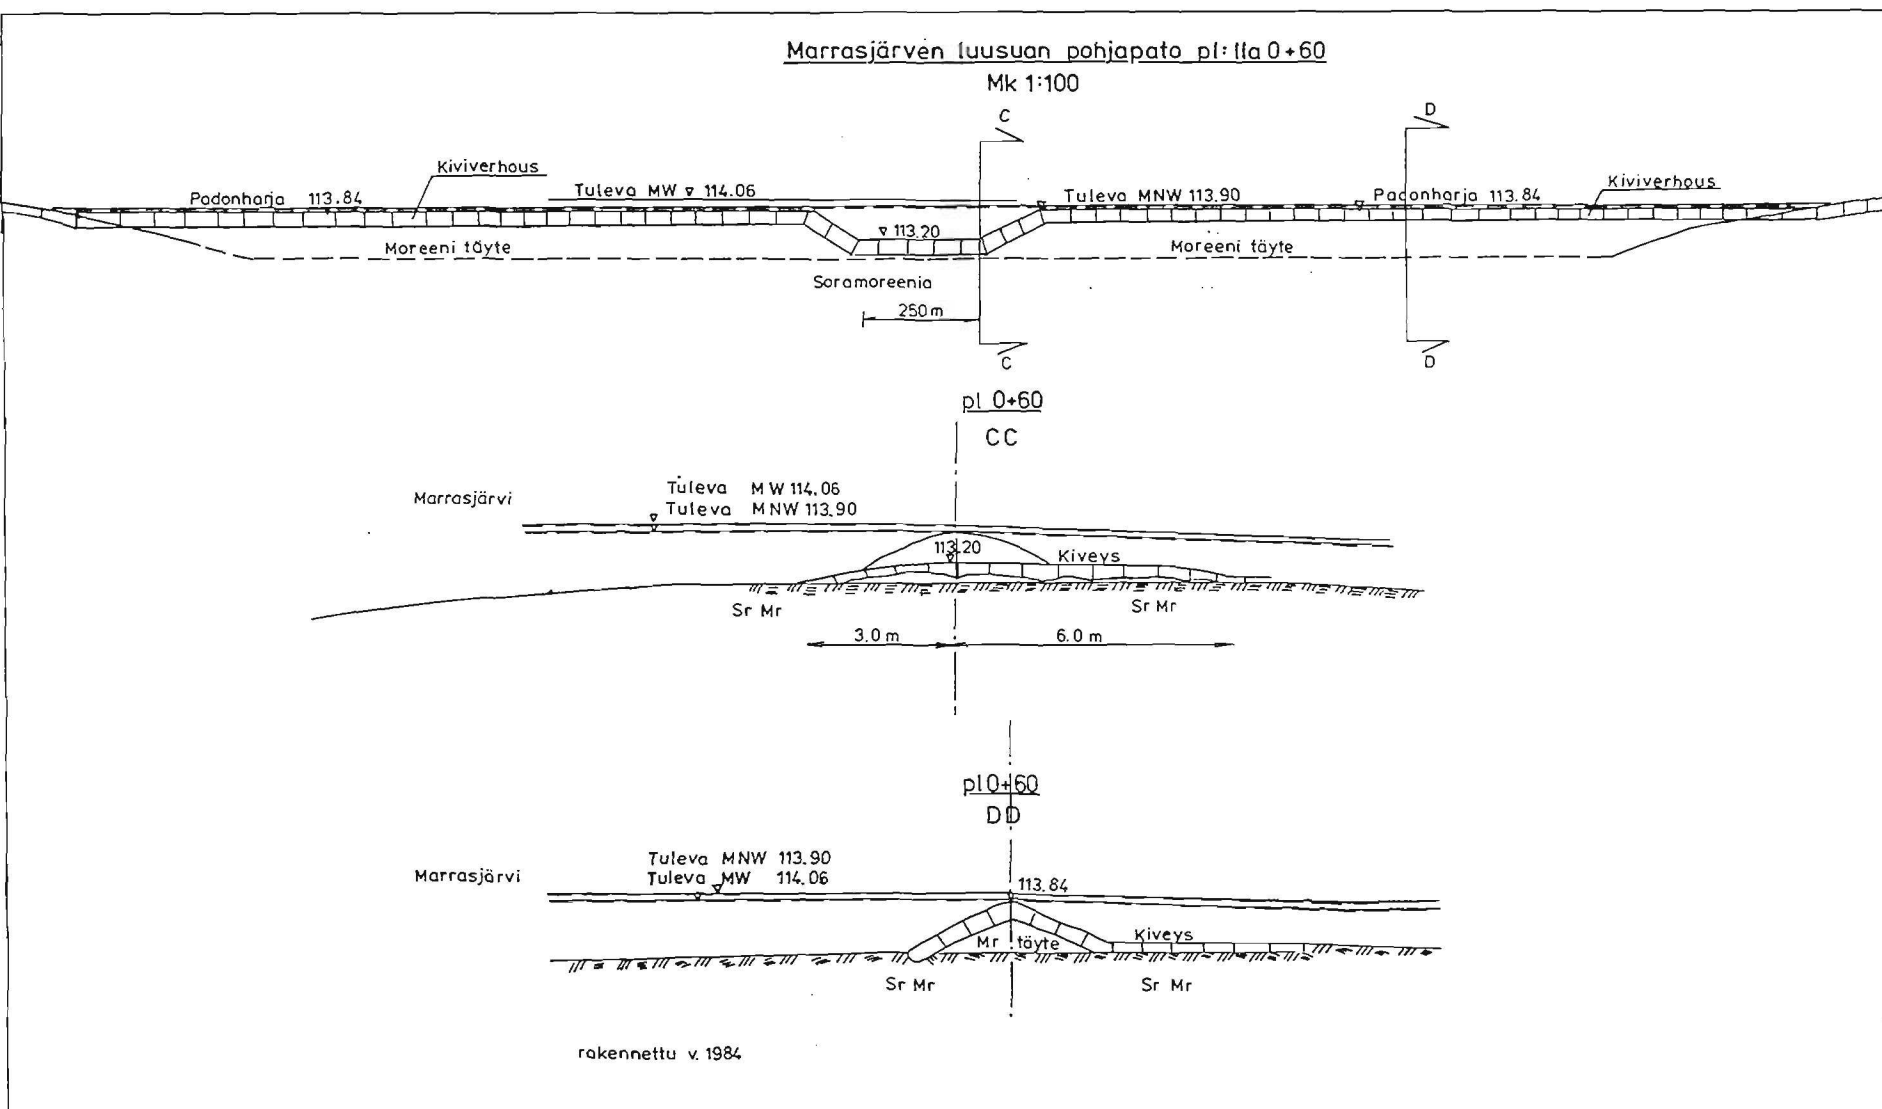 Marrasjärven luusuan pohjapato pl:lla 0+60
Mk 1:100
C
D
Kiviverhous
Padonharja 113.84
Tuleva MW 114.06
Tuleva MNW 113.90
Padonharja 113.84
Kiviverhous
113.20
Moreeni täyte
Moreeni täyte
Soramoreenia
250 m
C
D
pl 0+60
CC
Marrasjärvi
Tuleva MW 114.06
Tuleva MNW 113.90
113.20
Kiveys
Sr Mr
Sr Mr
3.0 m
6.0 m
pl 0+60
DD
Marrasjärvi
Tuleva MNW 113.90
Tuleva MW 114.06
113.84
Mr täyte
Kiveys
Sr Mr
Sr Mr
rakennettu v. 1984